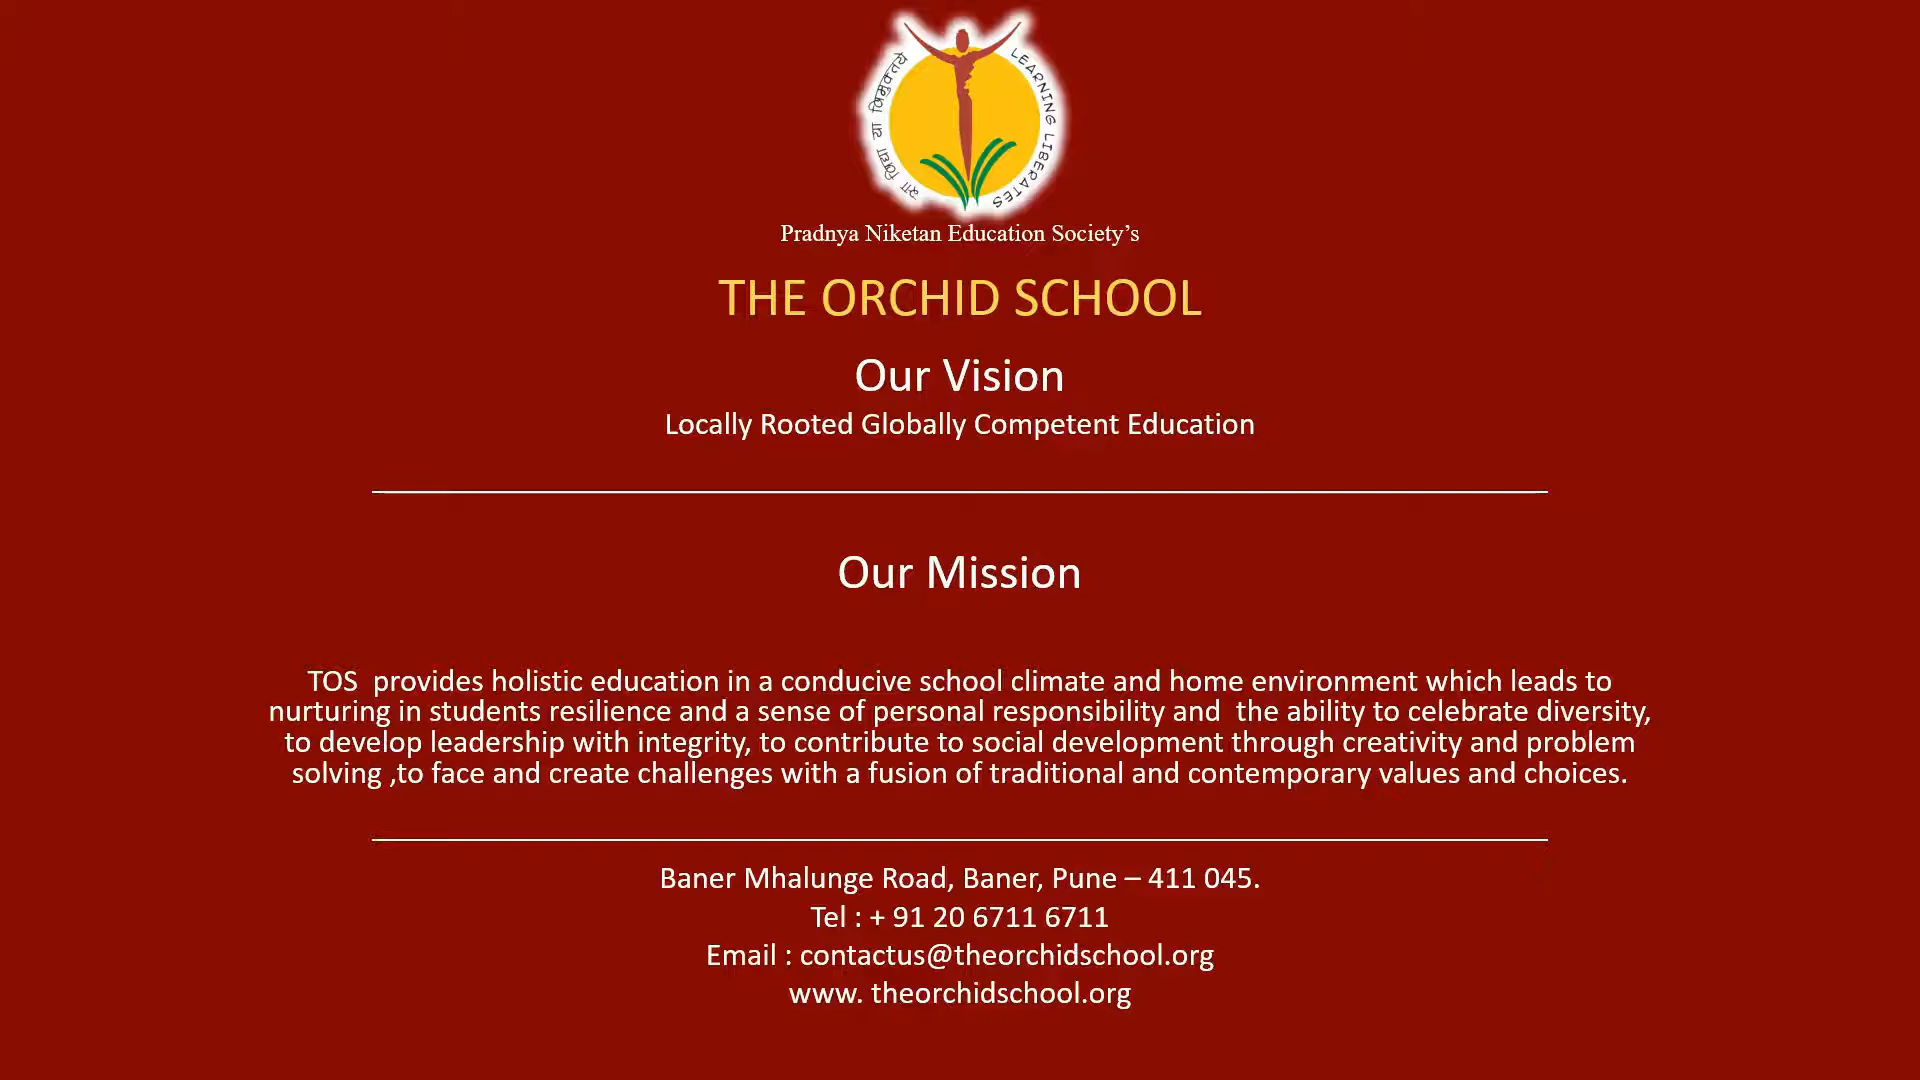 सा विद्या या विमुक्तये
LEARNING LIBERATES
Pradnya Niketan Education Society’s
THE ORCHID SCHOOL
Our Vision
Locally Rooted Globally Competent Education
Our Mission
TOS  provides holistic education in a conducive school climate and home environment which leads to
nurturing in students resilience and a sense of personal responsibility and  the ability to celebrate diversity,
to develop leadership with integrity, to contribute to social development through creativity and problem
solving ,to face and create challenges with a fusion of traditional and contemporary values and choices.
Baner Mhalunge Road, Baner, Pune – 411 045.
Tel : + 91 20 6711 6711
Email : contactus@theorchidschool.org
www. theorchidschool.org